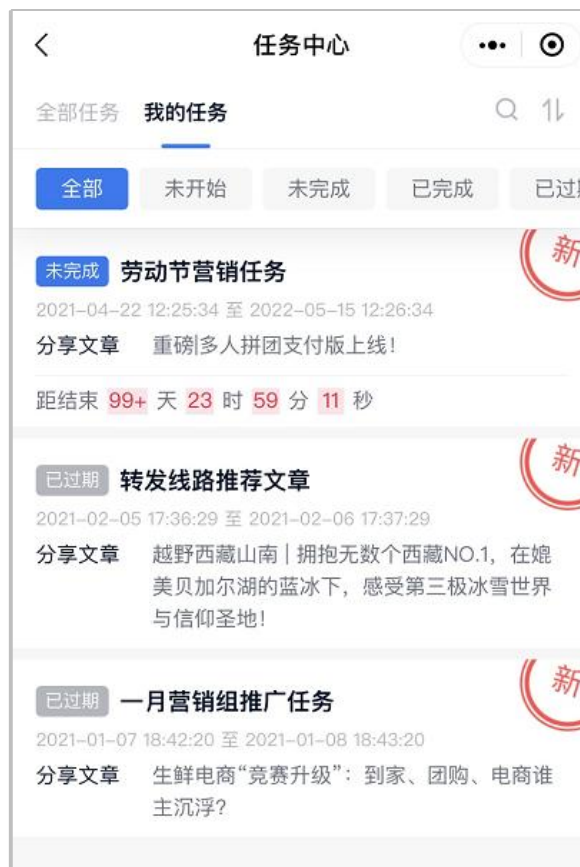 任务中心
全部任务 我的任务
全部 未开始 未完成 已完成 已过
新
未完成 劳动节营销任务
2021-04-22 12:25:34 至 2022-05-15 12:26:34
分享文章 重磅|多人拼团支付版上线!
距结束 99+ 天 23 时 59 分 11 秒
新
已过期 转发线路推荐文章
2021-02-05 17:36:29 至 2021-02-06 17:37:29
分享文章 越野西藏山南 | 拥抱无数个西藏NO.1，在媲
美贝加尔湖的蓝冰下，感受第三极冰雪世界
与信仰圣地!
新
已过期 一月营销组推广任务
2021-01-07 18:42:20 至 2021-01-08 18:43:20
分享文章 生鲜电商“竞赛升级”：到家、团购、电商谁
主沉浮?